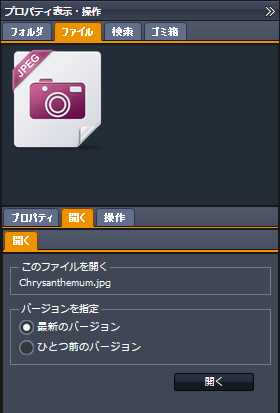 プロパティ表示・操作
フォルダ ファイル 検索 ゴミ箱
JPEG
プロパティ 開く 操作
開く
このファイルを開く
Chrysanthemum.jpg
バージョンを指定
最新のバージョン
ひとつ前のバージョン
開く